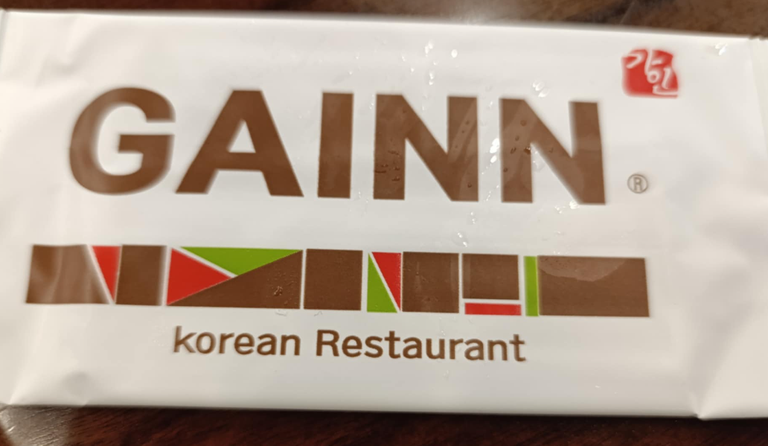 가인
GAINN
®
korean Restaurant